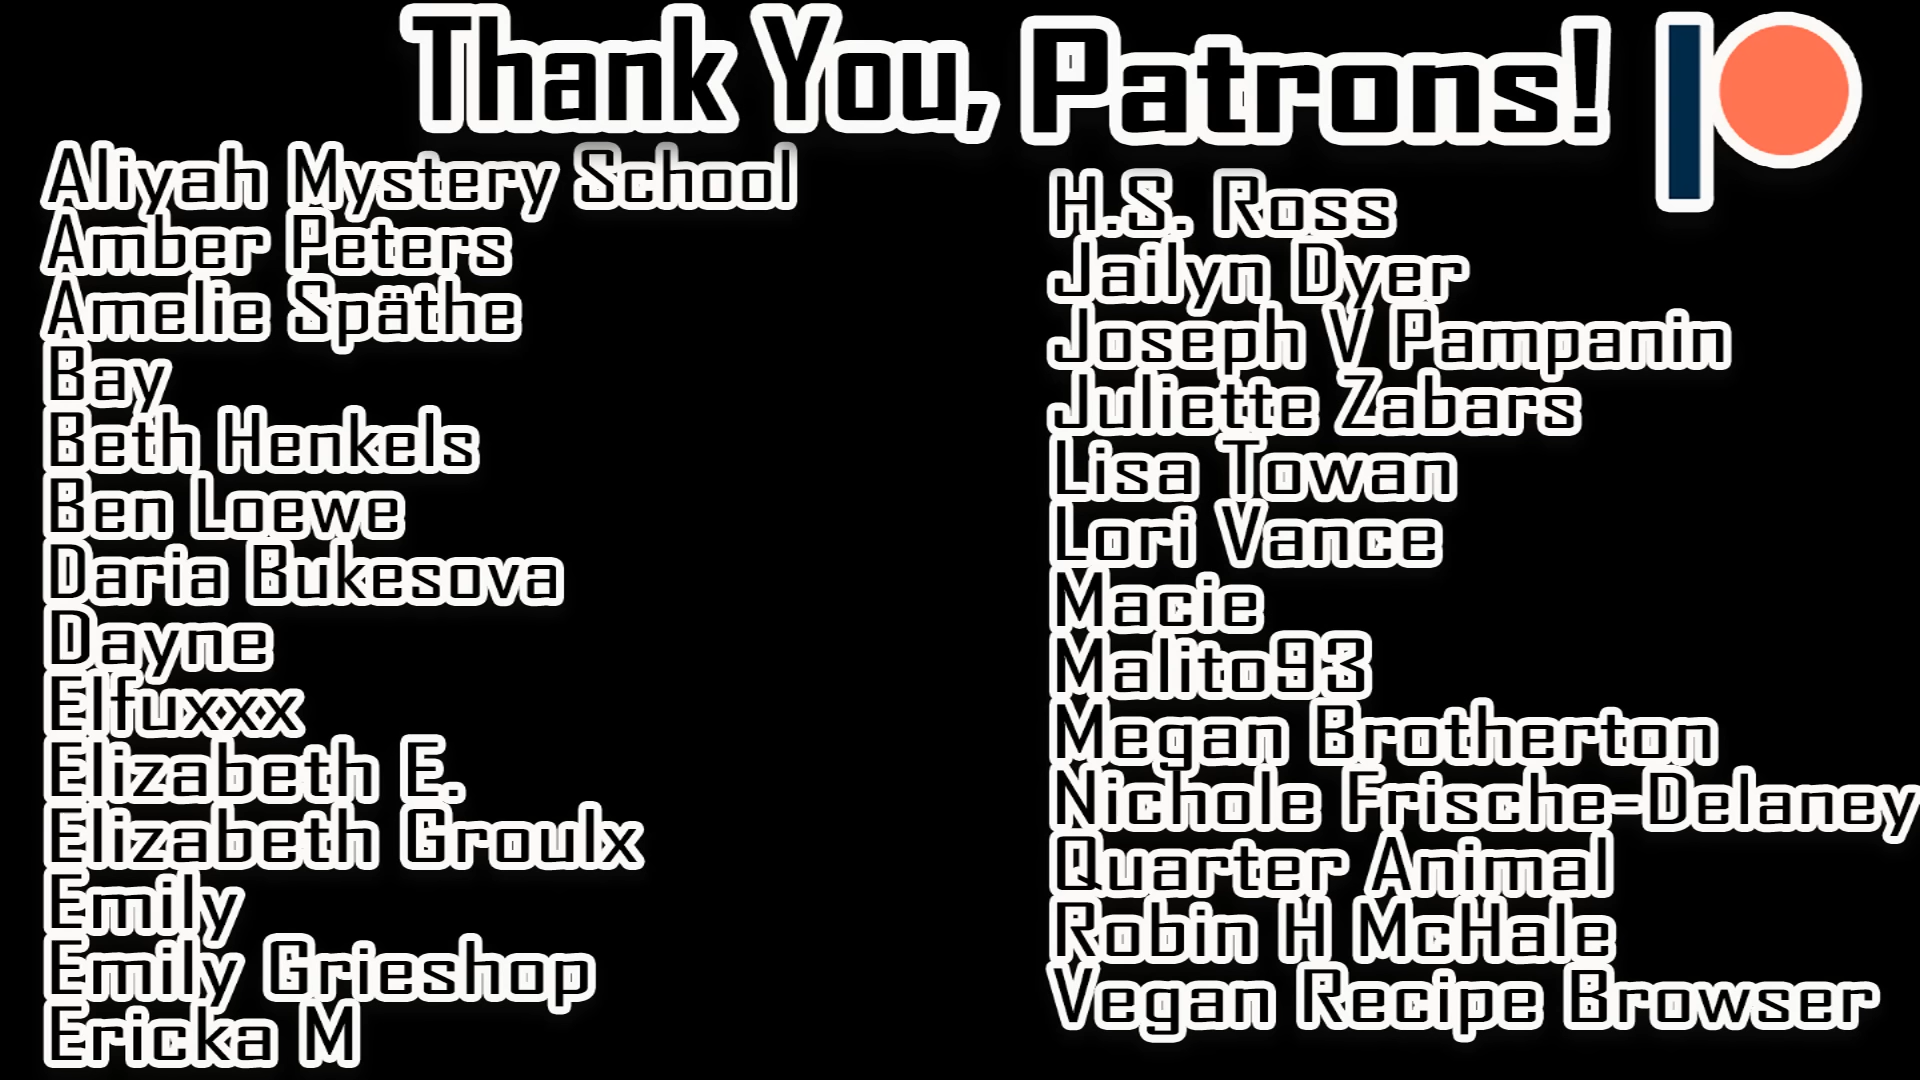 Thank You, Patrons!
Aliyah Mystery School
Amber Peters
Amelie Späthe
Bay
Beth Henkels
Ben Loewe
Daria Bukesova
Dayne
Elfuxxx
Elizabeth E.
Elizabeth Groulx
Emily
Emily Grieshop
Ericka M
H.S. Ross
Jailyn Dyer
Joseph V Pampanin
Juliette Zabars
Lisa Towan
Lori Vance
Macie
Malito93
Megan Brotherton
Nichole Frische-Delaney
Quarter Animal
Robin H McHale
Vegan Recipe Browser